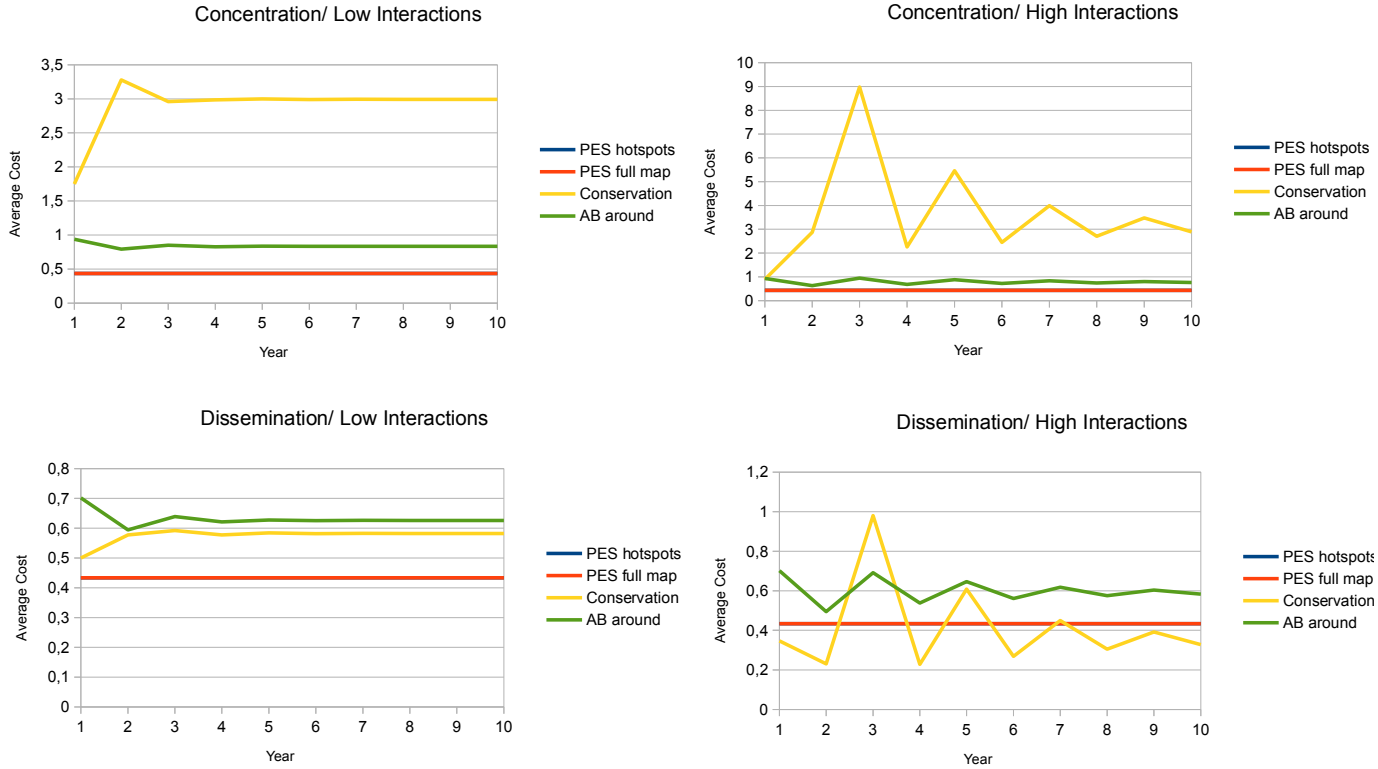 Concentration/ Low Interactions
3,5
3
2,5
2
1,5
1
0,5
0
Average Cost
1 2 3 4 5 6 7 8 9 10
Year
PES hotspots
PES full map
Conservation
AB around
Concentration/ High Interactions
10
9
8
7
6
5
4
3
2
1
0
Average Cost
1 2 3 4 5 6 7 8 9 10
Year
PES hotspots
PES full map
Conservation
AB around
Dissemination/ Low Interactions
0,8
0,7
0,6
0,5
0,4
0,3
0,2
0,1
0
Average Cost
1 2 3 4 5 6 7 8 9 10
Year
PES hotspots
PES full map
Conservation
AB around
Dissemination/ High Interactions
1,2
1
0,8
0,6
0,4
0,2
0
Average Cost
1 2 3 4 5 6 7 8 9 10
Year
PES hotspots
PES full map
Conservation
AB around